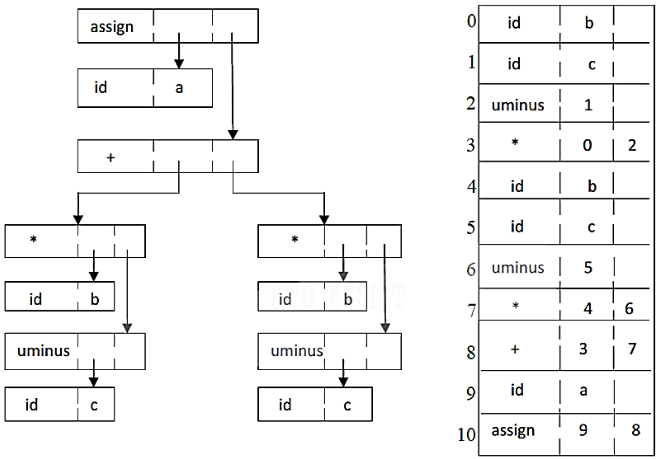 assign
id a
+
* *
id b id b
uminus uminus
id c id c
0 id b
1 id c
2 uminus 1
3 * 0 2
4 id b
5 id c
6 uminus 5
7 * 4 6
8 + 3 7
9 id a
10 assign 9 8